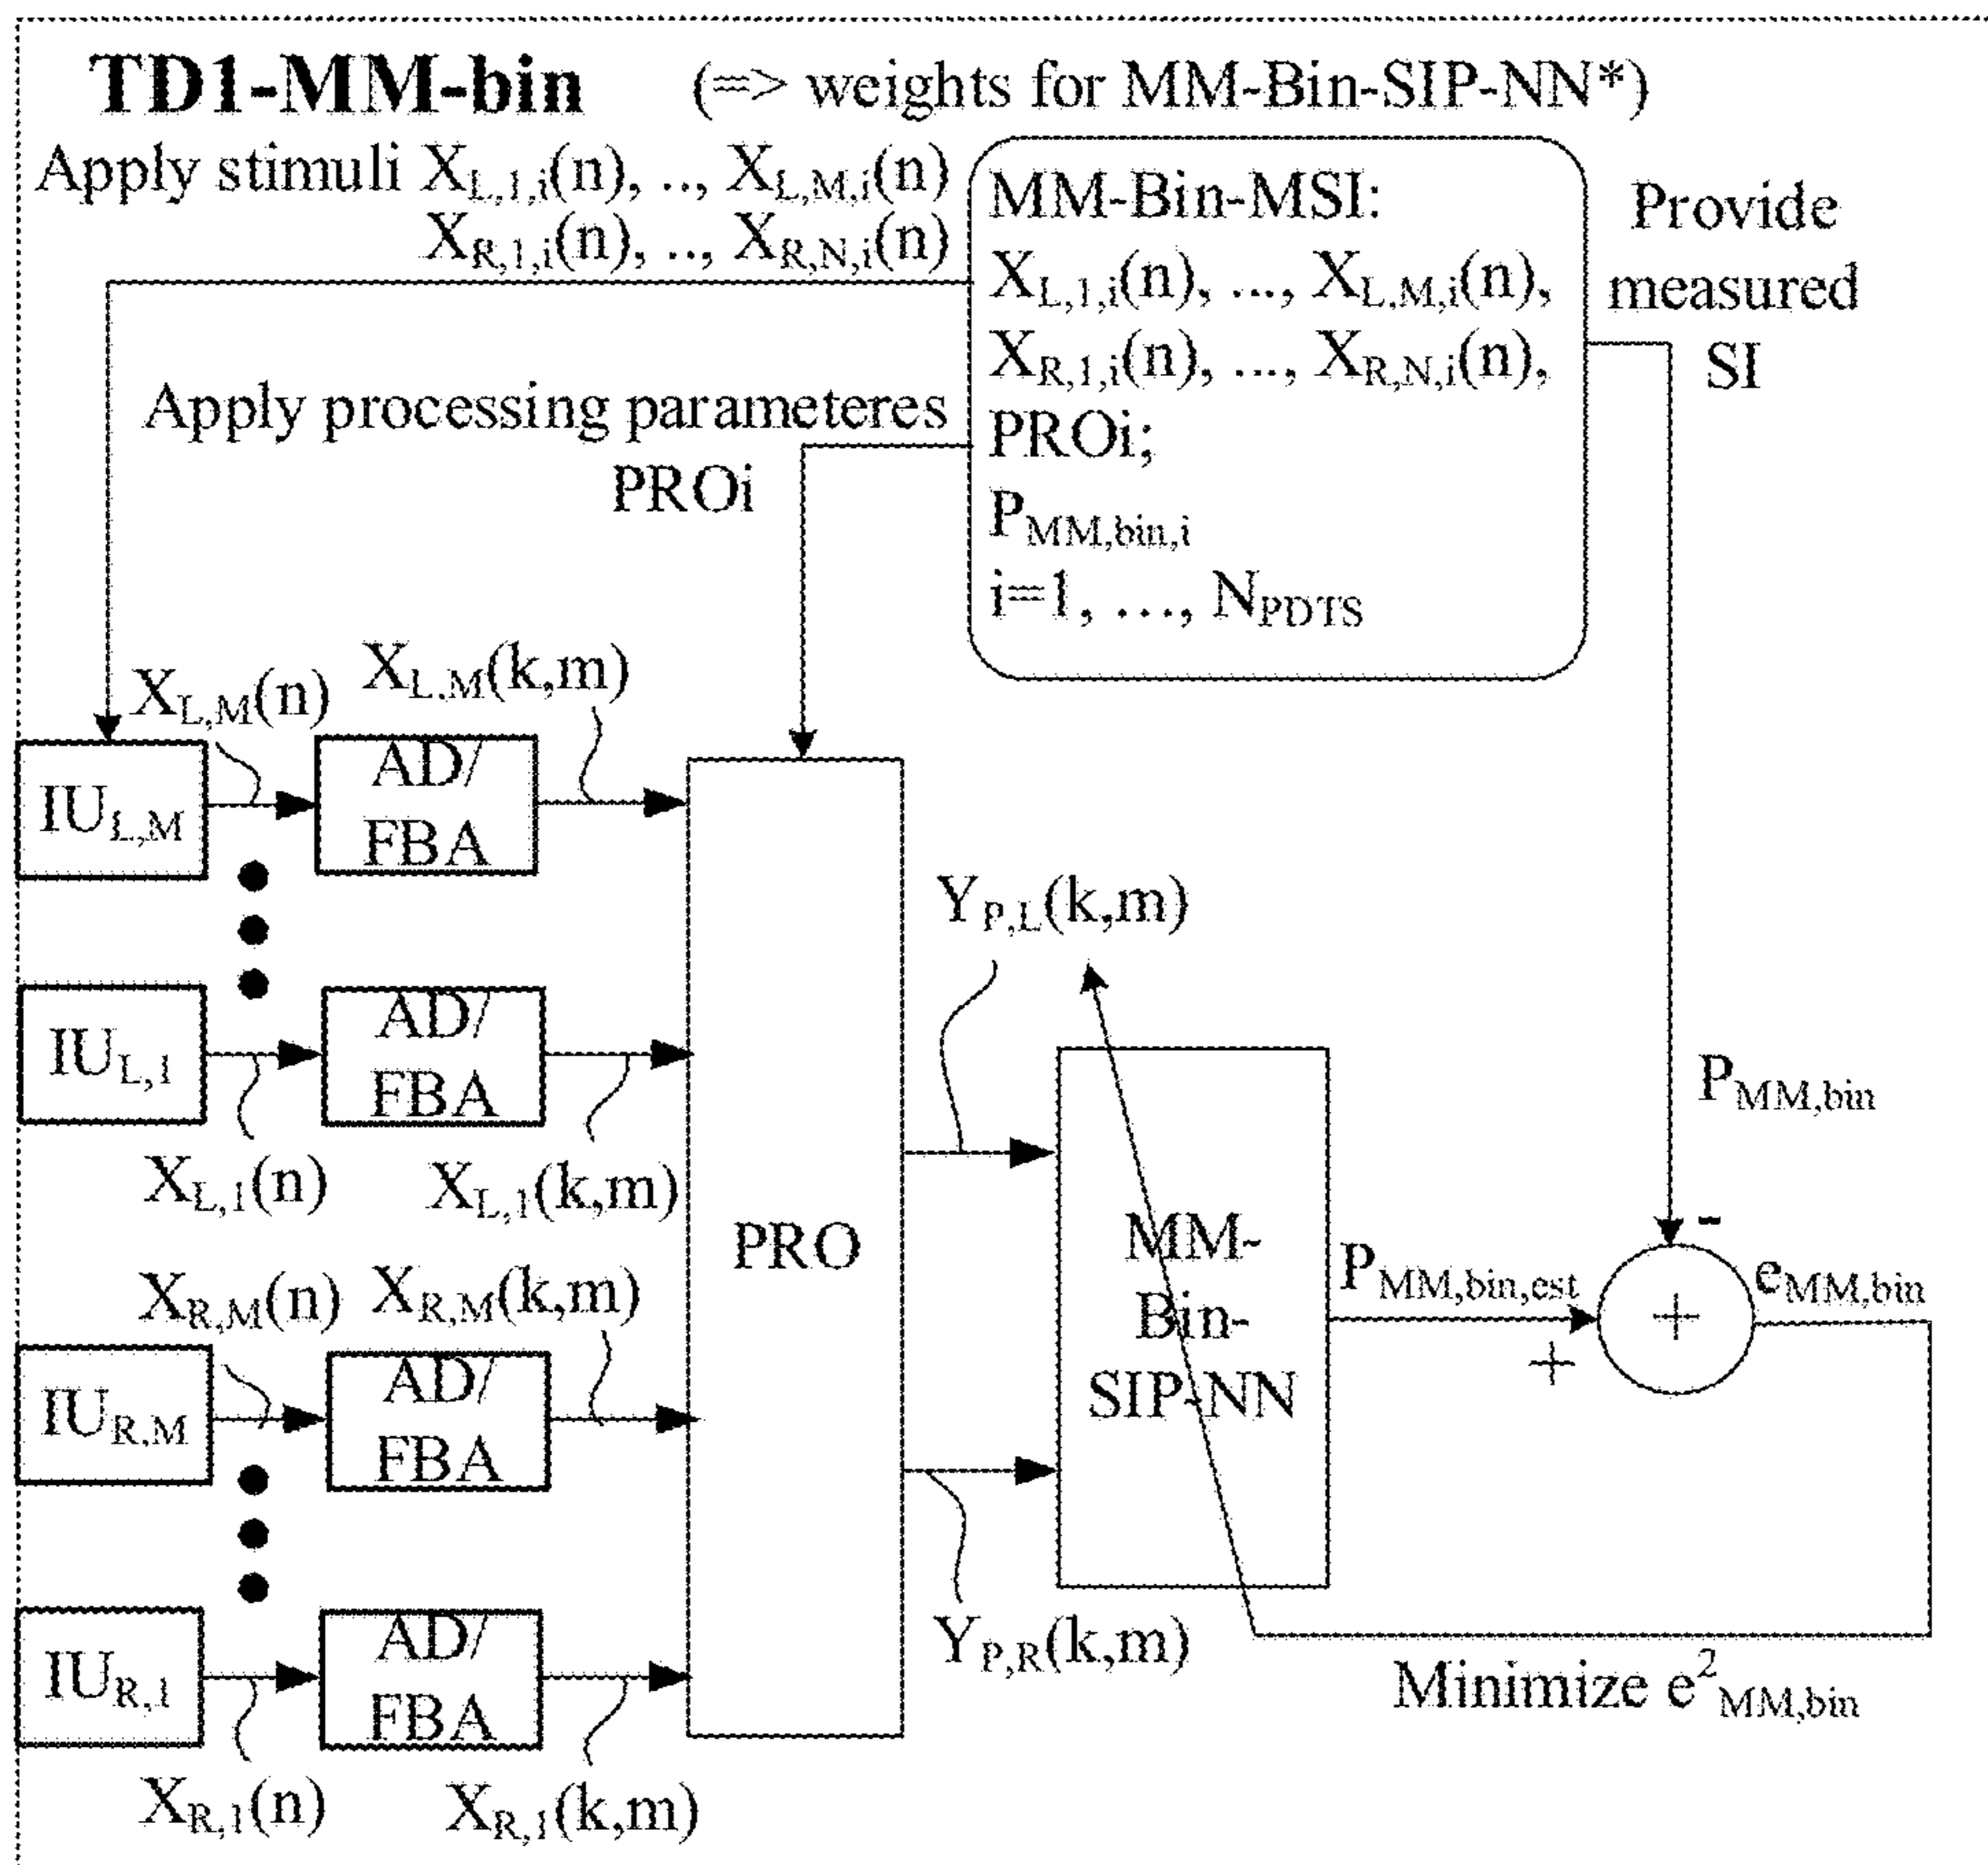 TD1-MM-bin (=> weights for MM-Bin-SIP-NN*)
Apply stimuli X_{L,1,i}(n), .., X_{L,M,i}(n)
X_{R,1,i}(n), .., X_{R,N,i}(n)
MM-Bin-MSI:
X_{L,1,i}(n), ..., X_{L,M,i}(n),
X_{R,1,i}(n), ..., X_{R,N,i}(n),
PROi;
P_{MM,bin,i}
i=1, ..., N_{PDTS}
Provide
measured
SI
Apply processing parameteres
PROi
X_{L,M}(n)
X_{L,M}(k,m)
IU_{L,M}
AD/
FBA
IU_{L,1}
AD/
FBA
X_{L,1}(n)
X_{L,1}(k,m)
X_{R,M}(n)
X_{R,M}(k,m)
IU_{R,M}
AD/
FBA
IU_{R,1}
AD/
FBA
X_{R,1}(n)
X_{R,1}(k,m)
PRO
Y_{P,L}(k,m)
Y_{P,R}(k,m)
MM-
Bin-
SIP-NN
P_{MM,bin}
-
P_{MM,bin,est}
+
+
e_{MM,bin}
Minimize e^2_{MM,bin}